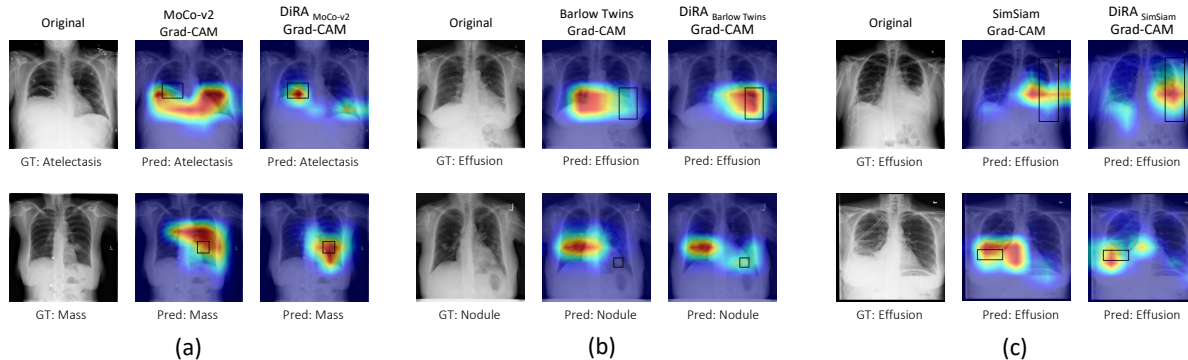 Original
MoCo-v2
Grad-CAM
DiRA MoCo-v2
Grad-CAM
GT: Atelectasis
Pred: Atelectasis
Pred: Atelectasis
GT: Mass
Pred: Mass
Pred: Mass
(a)
Original
Barlow Twins
Grad-CAM
DiRA Barlow Twins
Grad-CAM
GT: Effusion
Pred: Effusion
Pred: Effusion
GT: Nodule
Pred: Nodule
Pred: Nodule
(b)
Original
SimSiam
Grad-CAM
DiRA SimSiam
Grad-CAM
GT: Effusion
Pred: Effusion
Pred: Effusion
GT: Effusion
Pred: Effusion
Pred: Effusion
(c)